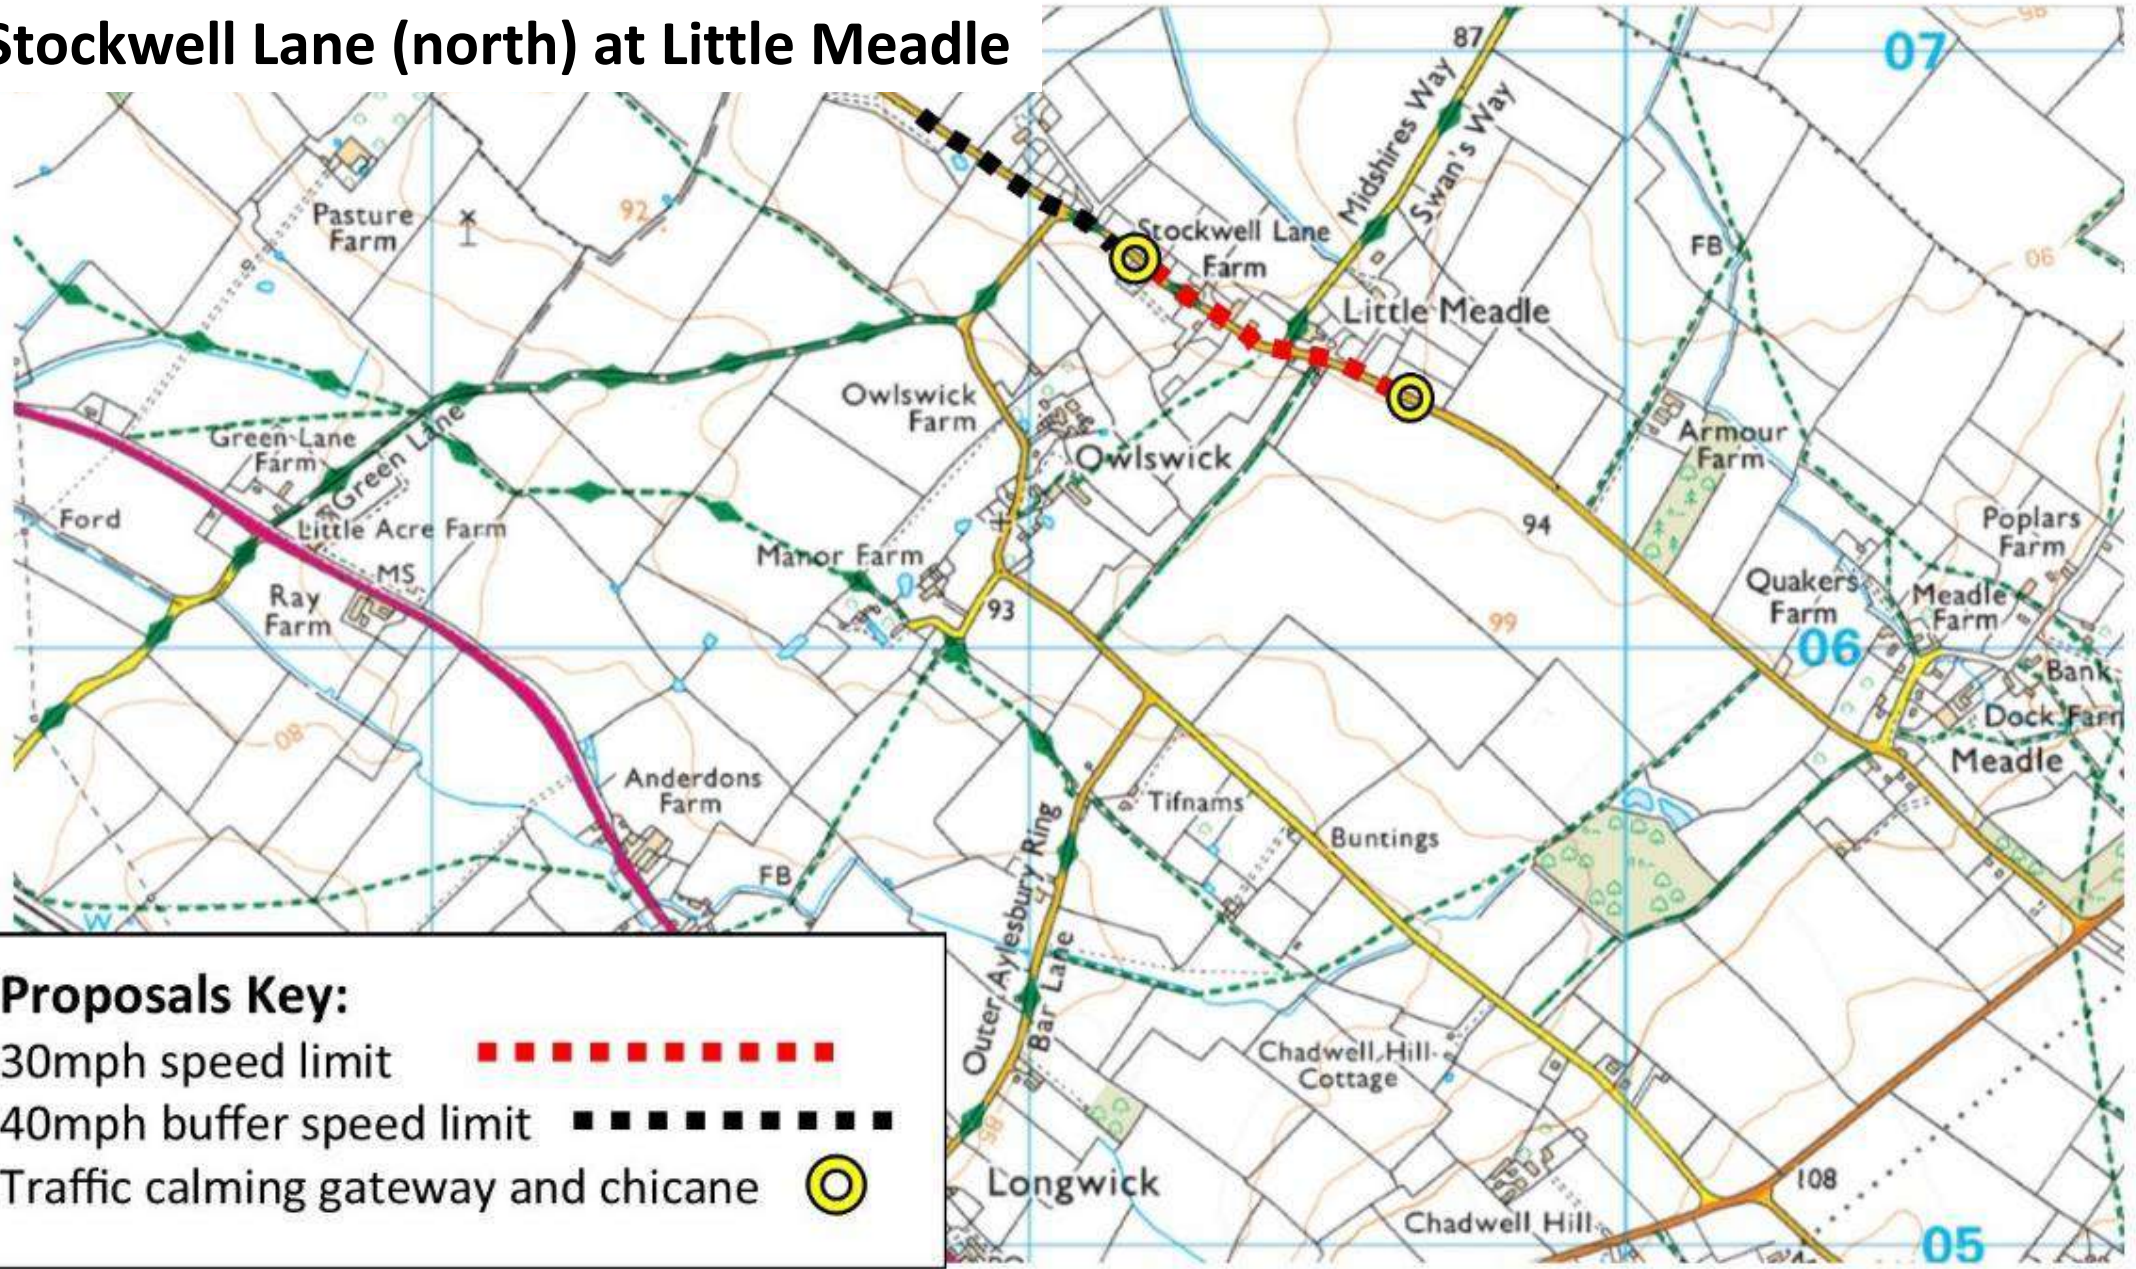 Stockwell Lane (north) at Little Meadle
87
07
Midshires Way
Swan's Way
Pasture
Farm
92
Stockwell Lane
Farm
FB
06
Little Meadle
Owlswick
Farm
Green Lane
Farm
Green Lane
Owlswick
Armour
Farm
Ford
Little Acre Farm
94
Poplars
Farm
Manor Farm
MS
Ray
Farm
93
99
Quakers
Farm
Meadle
Farm
06
Bank
Dock Farm
Meadle
80
Anderdons
Farm
Tifnams
Buntings
FB
W
Outer Aylesbury Ring
Bar Lane
Proposals Key:
30mph speed limit
40mph buffer speed limit
Traffic calming gateway and chicane
Chadwell Hill
Cottage
85
Longwick
108
Chadwell Hill
05